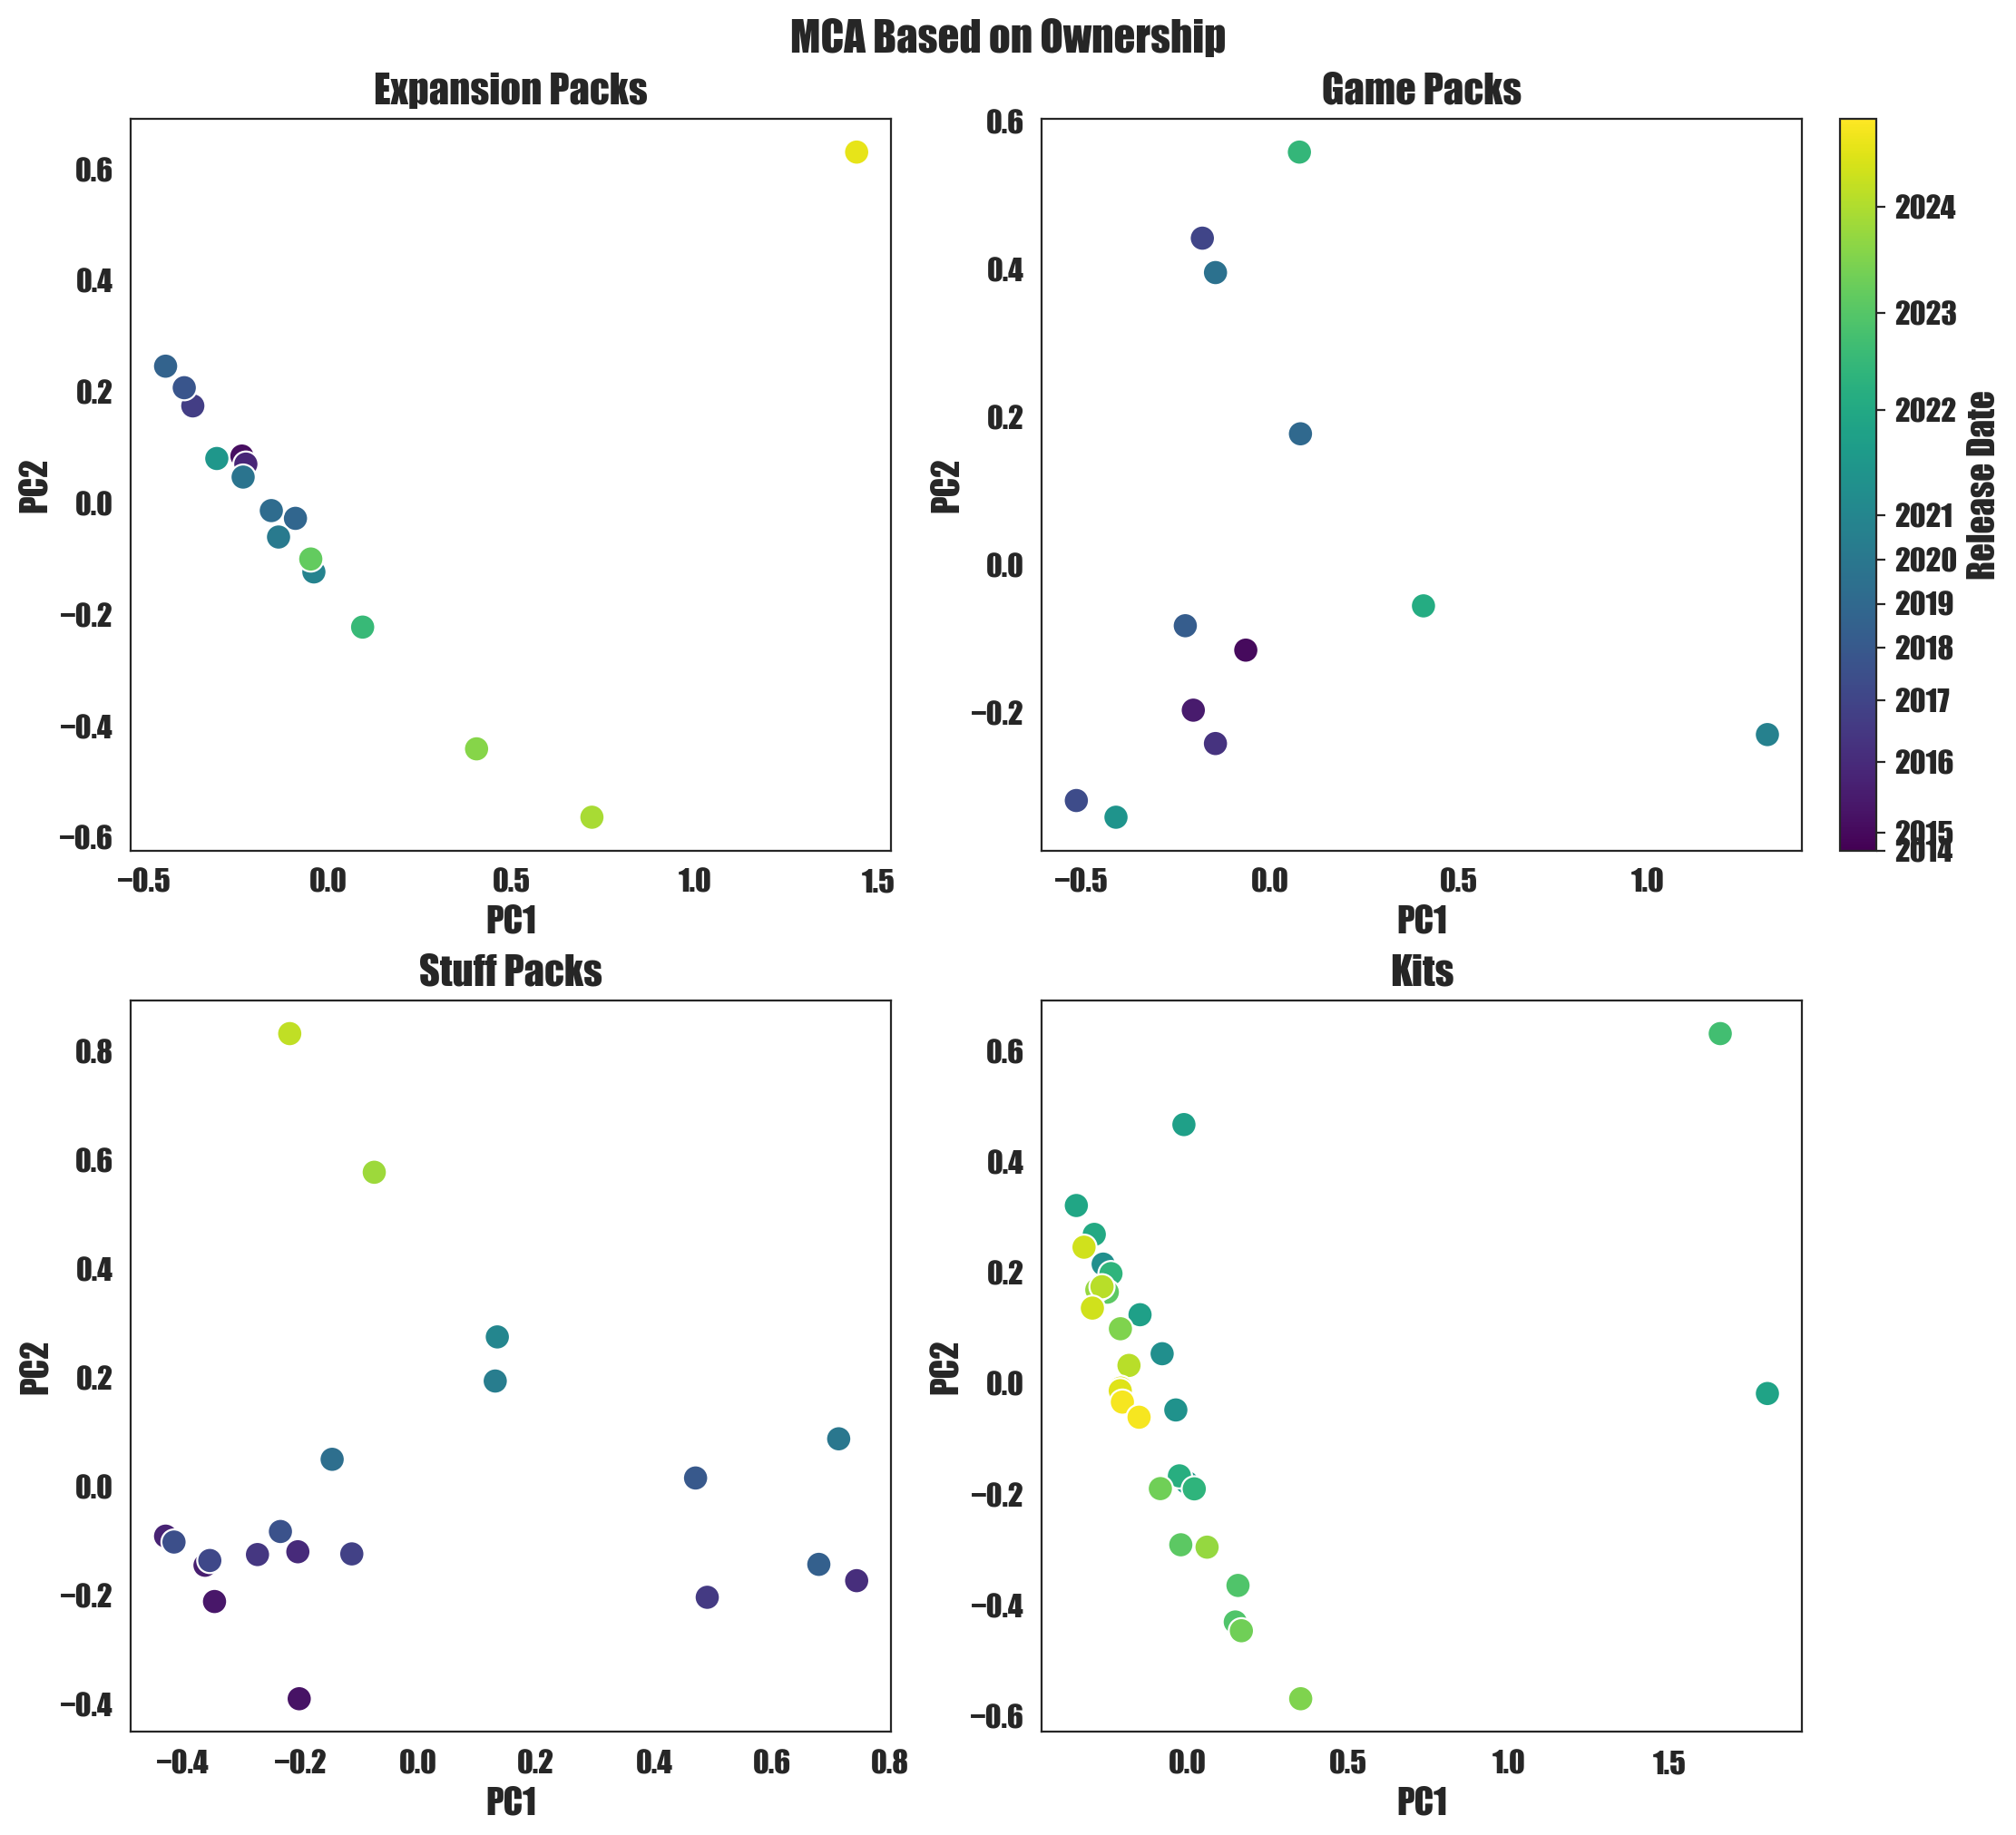 MCA Based on Ownership
Expansion Packs
0.6
0.4
0.2
0.0
−0.2
−0.4
−0.6
PC2
−0.5 0.0 0.5 1.0 1.5
PC1
Game Packs
0.6
0.4
0.2
0.0
−0.2
PC2
−0.5 0.0 0.5 1.0
PC1
2024
2023
2022
2021
2020
2019
2018
2017
2016
2015
2014
Release Date
Stuff Packs
0.8
0.6
0.4
0.2
0.0
−0.2
−0.4
PC2
−0.4 −0.2 0.0 0.2 0.4 0.6 0.8
PC1
Kits
0.6
0.4
0.2
0.0
−0.2
−0.4
−0.6
PC2
0.0 0.5 1.0 1.5
PC1